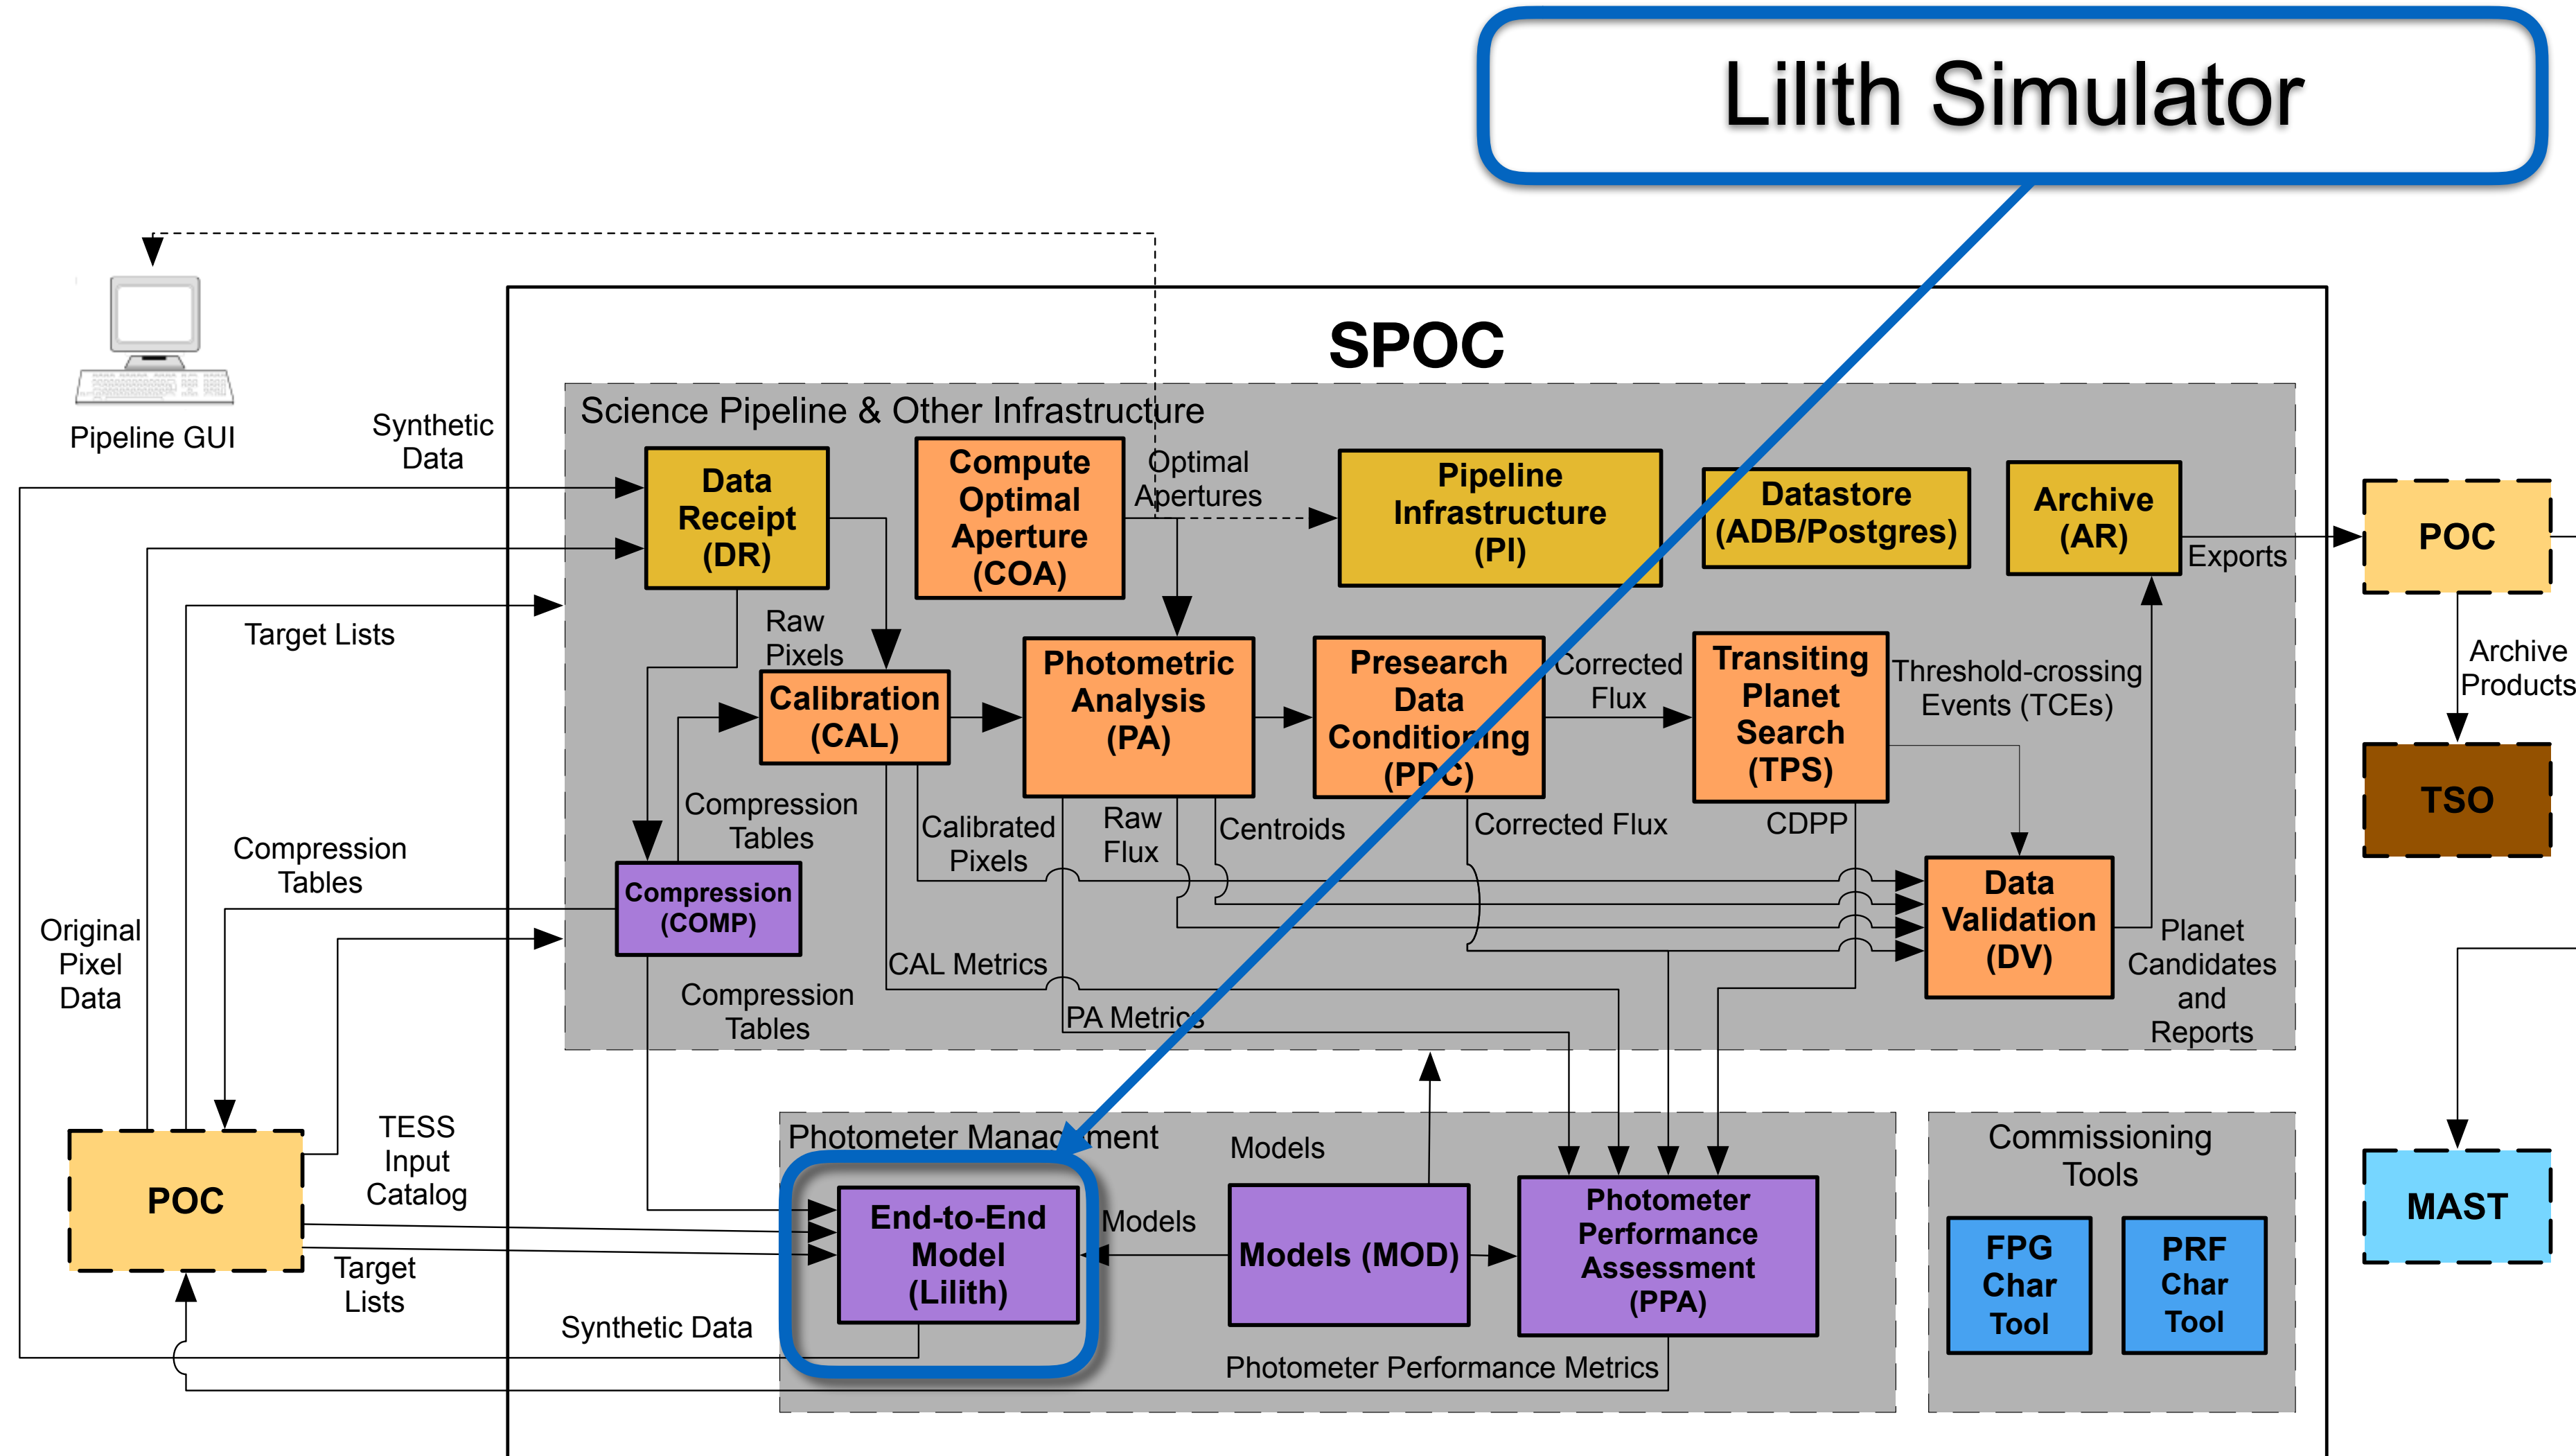 Lilith Simulator
SPOC
Pipeline GUI
Synthetic
Data
Science Pipeline & Other Infrastructure
Data
Receipt
(DR)
Compute
Optimal
Aperture
(COA)
Optimal
Apertures
Pipeline
Infrastructure
(PI)
Datastore
(ADB/Postgres)
Archive
(AR)
Exports
POC
Target Lists
Raw
Pixels
Calibration
(CAL)
Photometric
Analysis
(PA)
Presearch
Data
Conditioning
(PDC)
Corrected
Flux
Transiting
Planet
Search
(TPS)
Threshold-crossing
Events (TCEs)
Archive
Products
TSO
Compression
Tables
Compression
Tables
Calibrated
Pixels
Raw
Flux
Centroids
Corrected Flux
CDPP
Compression
(COMP)
Data
Validation
(DV)
Original
Pixel
Data
CAL Metrics
Compression
Tables
PA Metrics
Planet
Candidates
and
Reports
POC
TESS
Input
Catalog
Target
Lists
Synthetic Data
Photometer Management
End-to-End
Model
(Lilith)
Models
Models
Models (MOD)
Photometer
Performance
Assessment
(PPA)
Photometer Performance Metrics
Commissioning
Tools
FPG
Char
Tool
PRF
Char
Tool
MAST